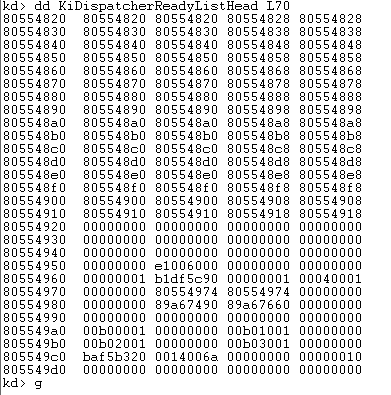 kd> dd KiDispatcherReadyListHead L70
80554820  80554820 80554820 80554828 80554828
80554830  80554830 80554830 80554838 80554838
80554840  80554840 80554840 80554848 80554848
80554850  80554850 80554850 80554858 80554858
80554860  80554860 80554860 80554868 80554868
80554870  80554870 80554870 80554878 80554878
80554880  80554880 80554880 80554888 80554888
80554890  80554890 80554890 80554898 80554898
805548a0  805548a0 805548a0 805548a8 805548a8
805548b0  805548b0 805548b0 805548b8 805548b8
805548c0  805548c0 805548c0 805548c8 805548c8
805548d0  805548d0 805548d0 805548d8 805548d8
805548e0  805548e0 805548e0 805548e8 805548e8
805548f0  805548f0 805548f0 805548f8 805548f8
80554900  80554900 80554900 80554908 80554908
80554910  80554910 80554910 80554918 80554918
80554920  00000000 00000000 00000000 00000000
80554930  00000000 00000000 00000000 00000000
80554940  00000000 00000000 00000000 00000000
80554950  00000000 e1006000 00000000 00000000
80554960  00000001 b1df5c90 00000001 00040001
80554970  00000000 80554974 80554974 00000000
80554980  00000000 89a67490 89a67660 00000000
80554990  00000000 00000000 00000000 00000000
805549a0  00b00001 00000000 00b01001 00000000
805549b0  00b02001 00000000 00b03001 00000000
805549c0  baf5b320 0014006a 00000000 00000010
805549d0  00000000 00000000 00000000 00000000
kd> g